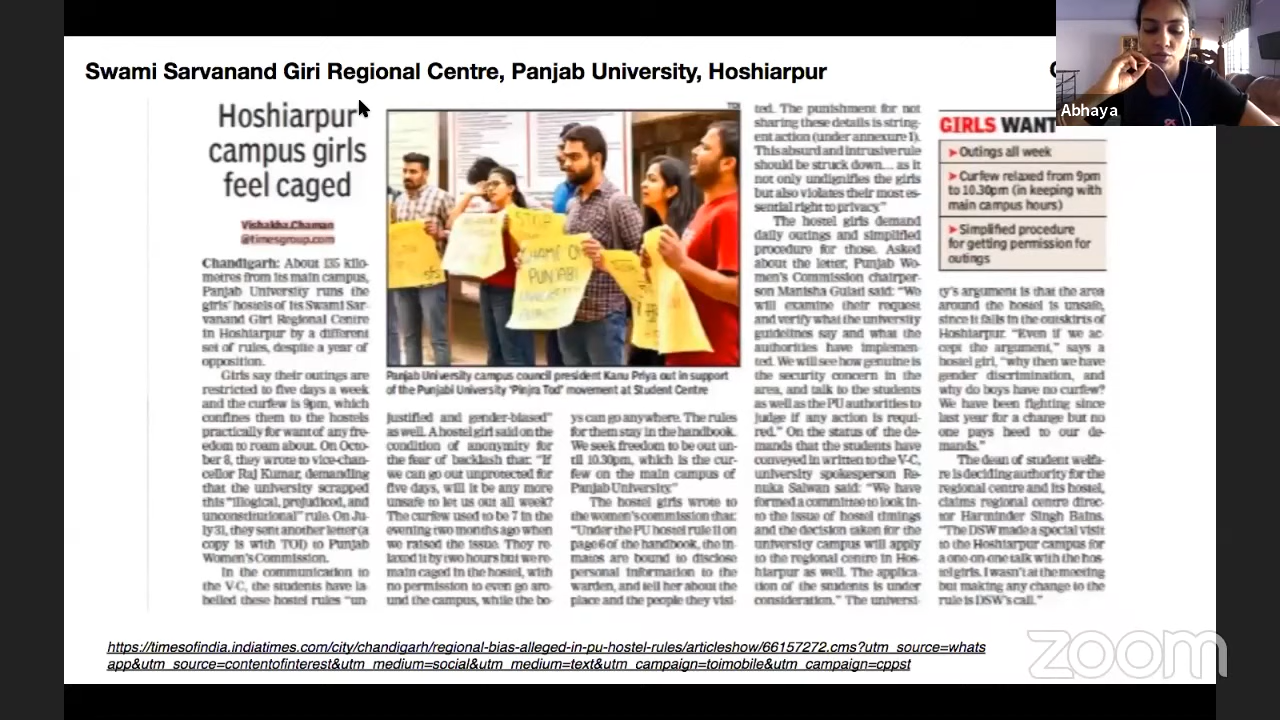 Swami Sarvanand Giri Regional Centre, Panjab University, Hoshiarpur
Abhaya
Hoshiarpur
campus girls
feel caged
Vishakha.Chaman
@timesgroup.com
Chandigarh: About 135 kilo-
metres from its main campus,
Panjab University runs the
girls' hostels of its Swami Sar-
vanand Giri Regional Centre
in Hoshiarpur by a different
set of rules, despite a year of
opposition.
Girls say their outings are
restricted to five days a week
and the curfew is 9pm, which
confines them to the hostels
practically for want of any fre-
edom to roam about. On Octo-
ber 8, they wrote to vice-chan-
cellor Raj Kumar, demanding
that the university scrapped
this "illogical, prejudiced, and
unconstitutional" rule. On Ju-
ly 31, they sent another letter (a
copy is with TOI) to Punjab
Women's Commission.
In the communication to
the V-C, the students have la-
belled these hostel rules "un-
TOI
SHAME ON
PUNJABI
UNIVERSITY
Panjab University campus council president Kanu Priya out in support
of the Punjabi University 'Pinjra Tod' movement at Student Centre
justified and gender-biased"
as well. A hostel girl said on the
condition of anonymity for
the fear of backlash that: "If
we can go out unprotected for
five days, will it be any more
unsafe to let us out all week?
The curfew used to be 7 in the
evening two months ago when
we raised the issue. They re-
laxed it by two hours but we re-
main caged in the hostel, with
no permission to even go aro-
und the campus, while the bo-
ys can go anywhere. The rules
for them stay in the handbook.
We seek freedom to be out un-
til 10.30pm, which is the cur-
few on the main campus of
Panjab University."
The hostel girls wrote to
the women's commission that:
"Under the PU hostel rule 11 on
page 6 of the handbook, the in-
mates are bound to disclose
personal information to the
warden, and tell her about the
place and the people they visi-
ted. The punishment for not
sharing these details is string-
ent action (under annexure 1).
This absurd and intrusive rule
should be struck down... as it
not only undignifies the girls
but also violates their most es-
sential right to privacy."
The hostel girls demand
daily outings and simplified
procedure for those. Asked
about the letter, Punjab Wo-
men's Commission chairper-
son Manisha Gulati said: "We
will examine their request
and verify what the university
guidelines say and what the
authorities have implemen-
ted. We will see how genuine is
the security concern in the
area, and talk to the students
as well as the PU authorities to
judge if any action is requi-
red." On the status of the de-
mands that the students have
conveyed in written to the V-C,
university spokesperson Re-
nuka Salwan said: "We have
formed a committee to look in-
to the issue of hostel timings
and the decision taken for the
university campus will apply
to the regional centre in Hos-
hiarpur as well. The applica-
tion of the students is under
consideration." The universi-
GIRLS WANT
➤Outings all week
➤Curfew relaxed from 9pm
to 10.30pm (in keeping with
main campus hours)
➤Simplified procedure
for getting permission for
outings
ty's argument is that the area
around the hostel is unsafe,
since it falls in the outskirts of
Hoshiarpur. "Even if we ac-
cept the argument," says a
hostel girl, "why then we have
gender discrimination, and
why do boys have no curfew?
We have been fighting since
last year for a change but no
one pays heed to our de-
mands."
The dean of student welfa-
re is deciding authority for the
regional centre and its hostel,
claims regional centre direc-
tor Harminder Singh Bains.
"The DSW made a special visit
to the Hoshiarpur campus for
a one-on-one talk with the hos-
tel girls. I wasn't at the meeting
but making any change to the
rule is DSW's call."
https://timesofindia.indiatimes.com/city/chandigarh/regional-bias-alleged-in-pu-hostel-rules/articleshow/66157272.cms?utm_source=whats
app&utm_source=contentofinterest&utm_medium=social&utm_medium=text&utm_campaign=toimobile&utm_campaign=cppst
zoom